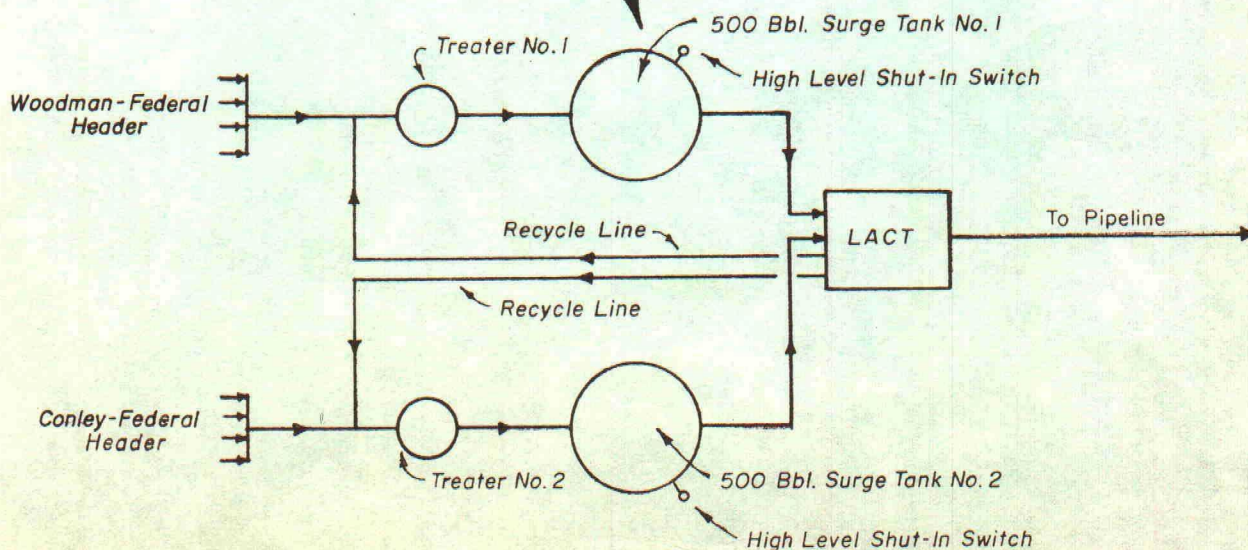 500 Bbl. Surge Tank No. 1
Treater No. 1
High Level Shut-In Switch
Woodman-Federal
Header
To Pipeline
Recycle Line
LACT
Recycle Line
Conley-Federal
Header
Treater No. 2
500 Bbl. Surge Tank No. 2
High Level Shut-In Switch